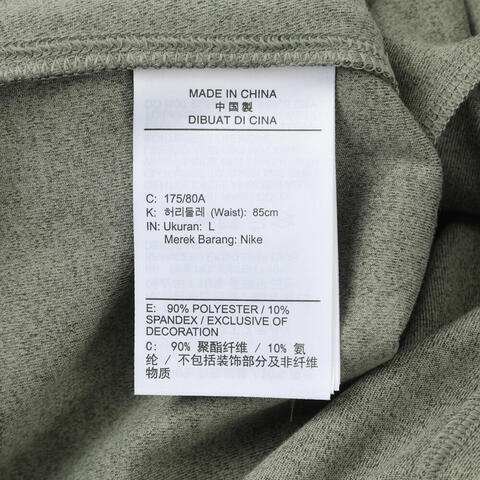 MADE IN CHINA
中国製
DIBUAT DI CINA
C: 175/80A
K: 허리둘레 (Waist): 85cm
IN: Ukuran: L
Merek Barang: Nike
E: 90% POLYESTER / 10%
SPANDEX / EXCLUSIVE OF
DECORATION
C: 90% 聚酯纤维 / 10% 氨
纶 / 不包括装饰部分及非纤维
物质